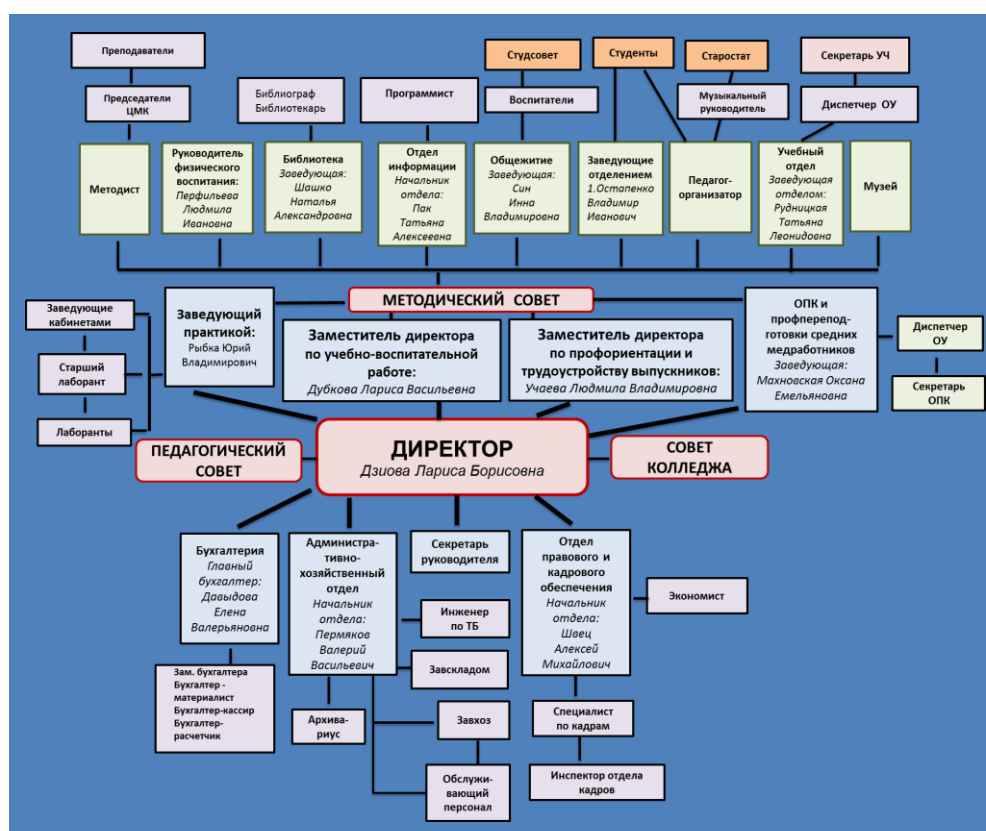 Преподаватели
Председатели
ЦМК
Библиограф
Библиотекарь
Программист
Студсовет
Воспитатели
Студенты
Старостат
Музыкальный
руководитель
Секретарь УЧ
Диспетчер ОУ
Методист
Руководитель
физического
воспитания:
Перфильева
Людмила
Ивановна
Библиотека
Заведующая:
Шашко
Наталья
Александровна
Отдел
информации
Начальник
отдела:
Пак
Татьяна
Алексеевна
Общежитие
Заведующая:
Син
Инна
Владимировна
Заведующие
отделением
1.Остапенко
Владимир
Иванович
Педагог-
организатор
Учебный
отдел
Заведующая
отделом:
Рудницкая
Татьяна
Леонидовна
Музей
МЕТОДИЧЕСКИЙ СОВЕТ
Заведующие
кабинетами
Старший
лаборант
Лаборанты
Заведующий
практикой:
Рыбка Юрий
Владимирович
Заместитель директора
по учебно-воспитательной
работе:
Дубкова Лариса Васильевна
Заместитель директора
по профориентации и
трудоустройству выпускников:
Учаева Людмила Владимировна
ОПК и
профперепод-
готовки средних
медработников
Заведующая:
Махновская Оксана
Емельяновна
Диспетчер
ОУ
Секретарь
ОПК
ПЕДАГОГИЧЕСКИЙ
СОВЕТ
ДИРЕКТОР
Дзиова Лариса Борисовна
СОВЕТ
КОЛЛЕДЖА
Бухгалтерия
Главный
бухгалтер:
Давыдова
Елена
Валерьяновна
Зам. бухгалтера
Бухгалтер -
материалист
Бухгалтер-кассир
Бухгалтер-
расчетчик
Администра-
тивно-
хозяйственный
отдел
Начальник
отдела:
Пермяков
Валерий
Васильевич
Архива-
риус
Секретарь
руководителя
Инженер
по ТБ
Завскладом
Завхоз
Обслужи-
вающий
персонал
Отдел
правового и
кадрового
обеспечения
Начальник
отдела:
Швец
Алексей
Михайлович
Экономист
Специалист
по кадрам
Инспектор отдела
кадров